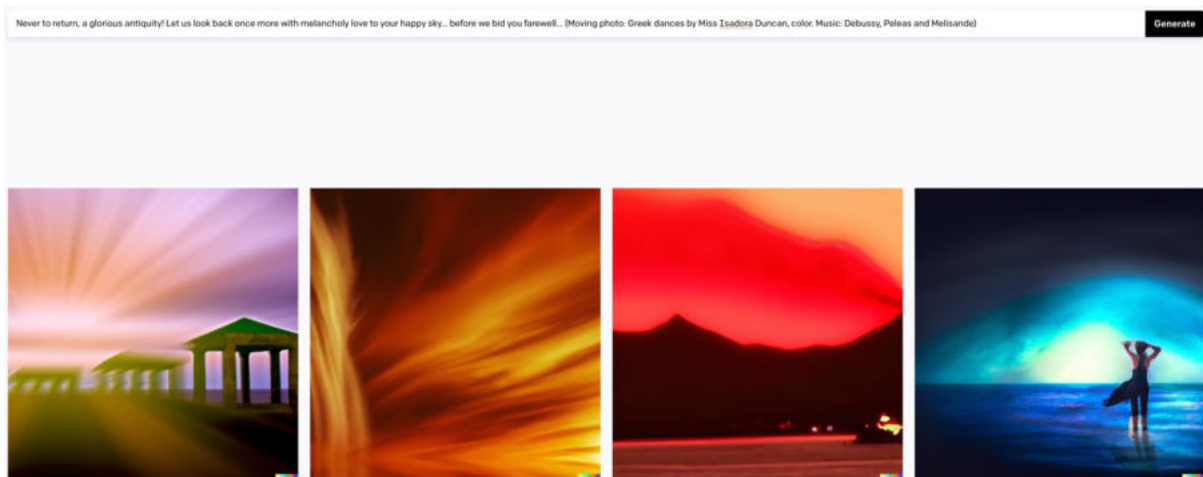 Never to return, a glorious antiquity! Let us look back once more with melancholy love to your happy sky... before we bid you farewell... (Moving photo: Greek dances by Miss Isadora Duncan, color. Music: Debussy, Peleas and Melisande)
Generate